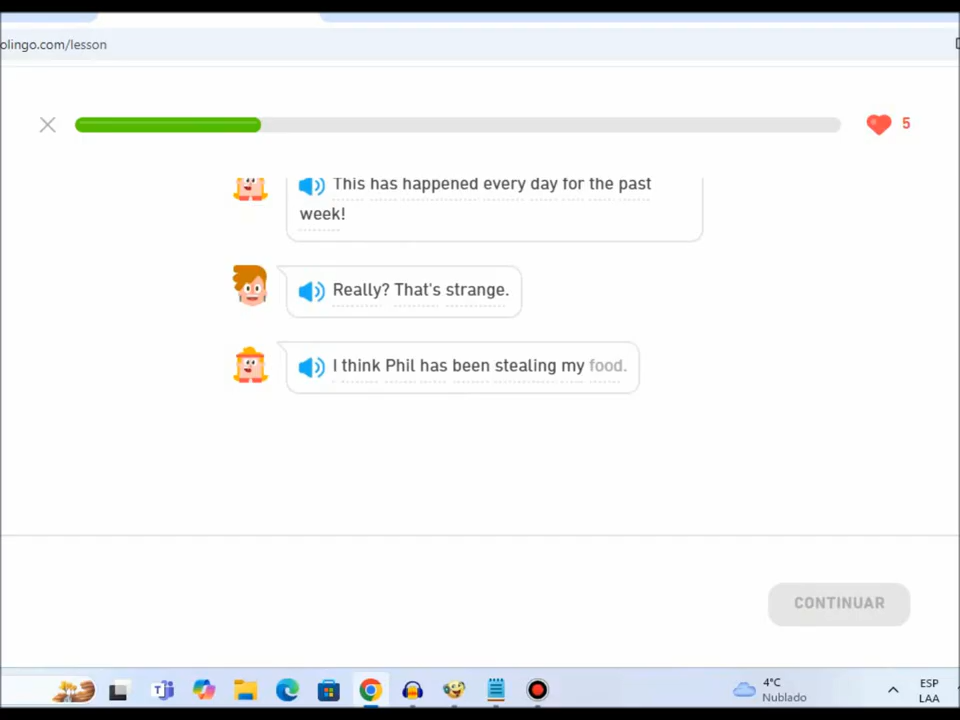 olingo.com/lesson
5
This has happened every day for the past
week!
Really? That's strange.
I think Phil has been stealing my food.
CONTINUAR
4°C
Nublado
ESP
LAA